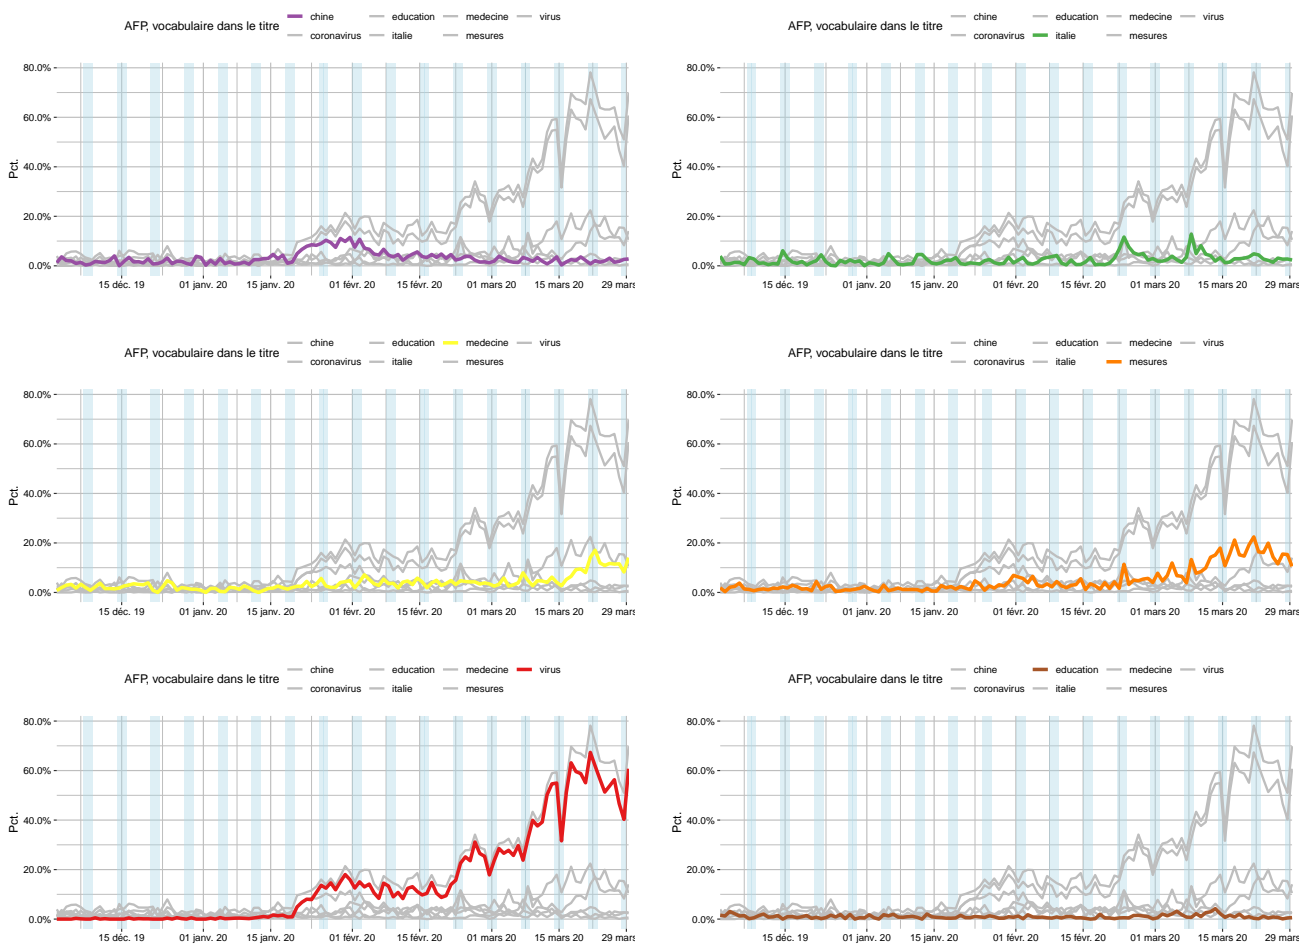 AFP, vocabulaire dans le titre
chine education medecine virus
coronavirus italie mesures
Pct.
80.0%
60.0%
40.0%
20.0%
0.0%
15 déc. 19 01 janv. 20 15 janv. 20 01 févr. 20 15 févr. 20 01 mars 20 15 mars 20 29 mars
AFP, vocabulaire dans le titre
chine education medecine virus
coronavirus italie mesures
Pct.
80.0%
60.0%
40.0%
20.0%
0.0%
15 déc. 19 01 janv. 20 15 janv. 20 01 févr. 20 15 févr. 20 01 mars 20 15 mars 20 29 mars
AFP, vocabulaire dans le titre
chine education medecine virus
coronavirus italie mesures
Pct.
80.0%
60.0%
40.0%
20.0%
0.0%
15 déc. 19 01 janv. 20 15 janv. 20 01 févr. 20 15 févr. 20 01 mars 20 15 mars 20 29 mars
AFP, vocabulaire dans le titre
chine education medecine virus
coronavirus italie mesures
Pct.
80.0%
60.0%
40.0%
20.0%
0.0%
15 déc. 19 01 janv. 20 15 janv. 20 01 févr. 20 15 févr. 20 01 mars 20 15 mars 20 29 mars
AFP, vocabulaire dans le titre
chine education medecine virus
coronavirus italie mesures
Pct.
80.0%
60.0%
40.0%
20.0%
0.0%
15 déc. 19 01 janv. 20 15 janv. 20 01 févr. 20 15 févr. 20 01 mars 20 15 mars 20 29 mars
AFP, vocabulaire dans le titre
chine education medecine virus
coronavirus italie mesures
Pct.
80.0%
60.0%
40.0%
20.0%
0.0%
15 déc. 19 01 janv. 20 15 janv. 20 01 févr. 20 15 févr. 20 01 mars 20 15 mars 20 29 mars